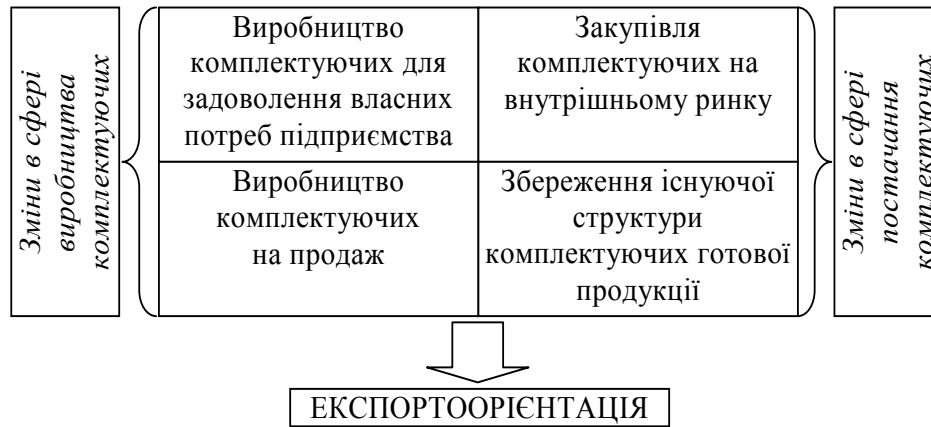 Зміни в сфері
виробництва
комплектуючих
Виробництво
комплектуючих для
задоволення власних
потреб підприємства
Закупівля
комплектуючих на
внутрішньому ринку
Виробництво
комплектуючих
на продаж
Збереження існуючої
структури
комплектуючих готової
продукції
Зміни в сфері
постачання
комплектуючих
ЕКСПОРТООРІЄНТАЦІЯ